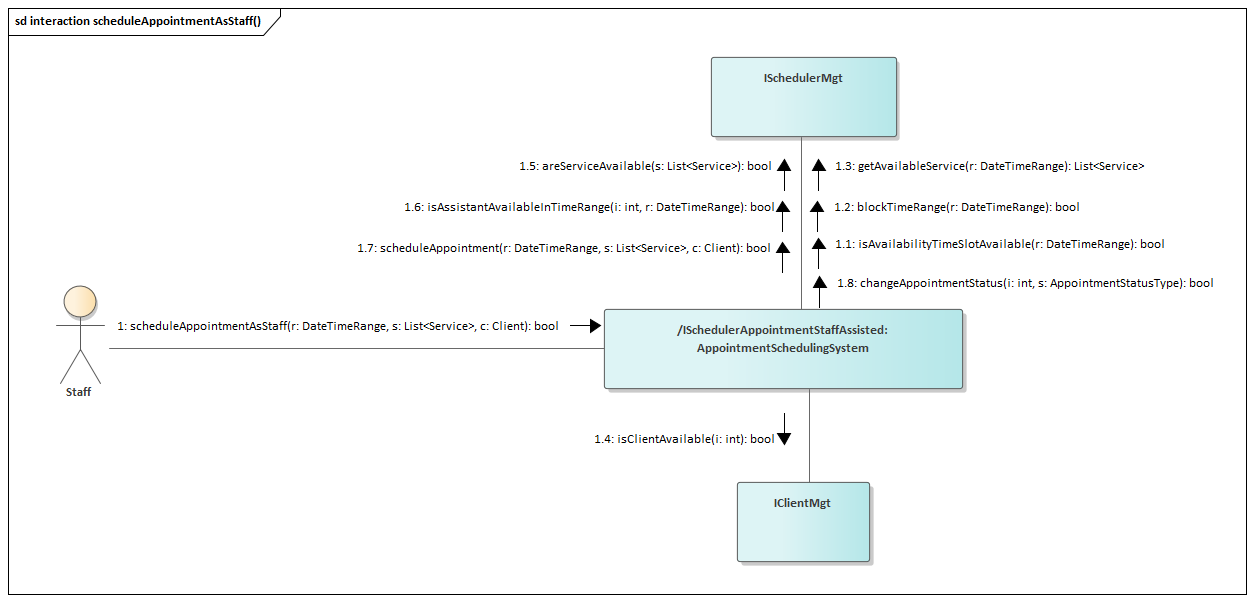 sd interaction scheduleAppointmentAsStaff()
ISchedulerMgt
1.5: areServiceAvailable(s: List<Service>): bool
1.3: getAvailableService(r: DateTimeRange): List<Service>
1.6: isAssistantAvailableInTimeRange(i: int, r: DateTimeRange): bool
1.2: blockTimeRange(r: DateTimeRange): bool
1.7: scheduleAppointment(r: DateTimeRange, s: List<Service>, c: Client): bool
1.1: isAvailabilityTimeSlotAvailable(r: DateTimeRange): bool
1.8: changeAppointmentStatus(i: int, s: AppointmentStatusType): bool
1: scheduleAppointmentAsStaff(r: DateTimeRange, s: List<Service>, c: Client): bool
/ISchedulerAppointmentStaffAssisted:
AppointmentSchedulingSystem
Staff
1.4: isClientAvailable(i: int): bool
IClientMgt